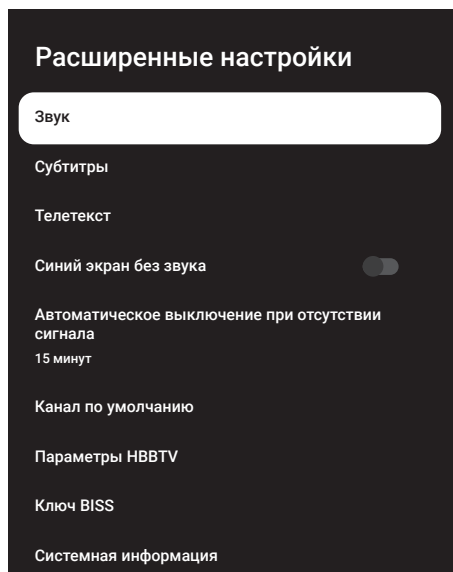 Расширенные настройки
Звук
Субтитры
Телетекст
Синий экран без звука
Автоматическое выключение при отсутствии
сигнала
15 минут
Канал по умолчанию
Параметры HBBTV
Ключ BISS
Системная информация